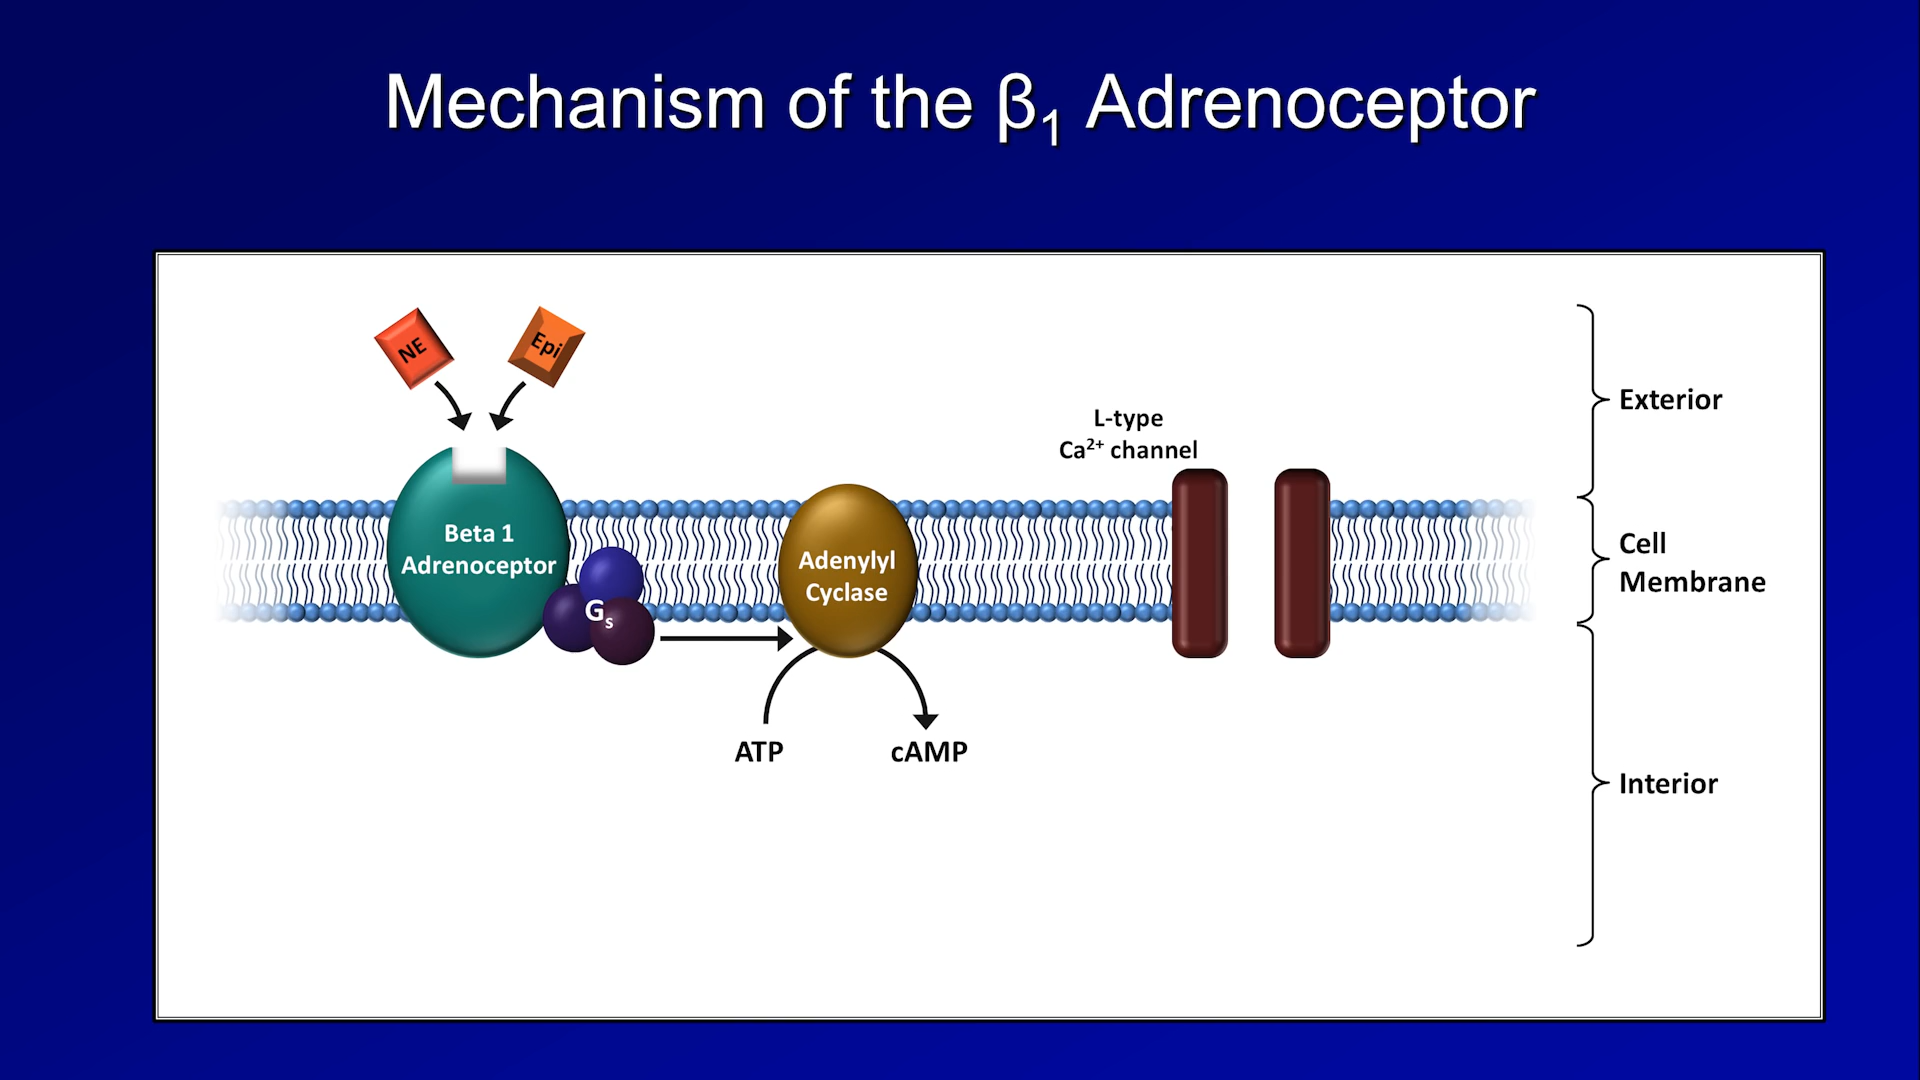 Mechanism of the β₁ Adrenoceptor
NE
Epi
L-type
Ca²⁺ channel
Exterior
Beta 1
Adrenoceptor
Adenylyl
Cyclase
Cell
Membrane
Gₛ
ATP
cAMP
Interior